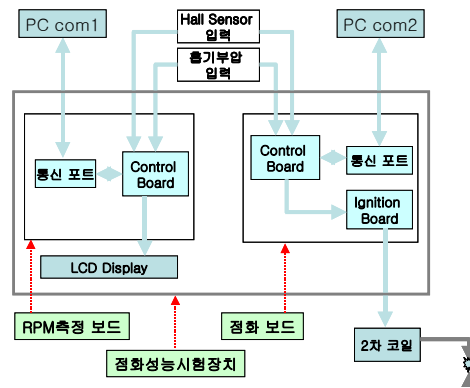 PC com1
Hall Sensor
입력
PC com2
흡기부압
입력
통신 포트
Control
Board
Control
Board
통신 포트
Ignition
Board
LCD Display
RPM측정 보드
점화 보드
2차 코일
점화성능시험장치